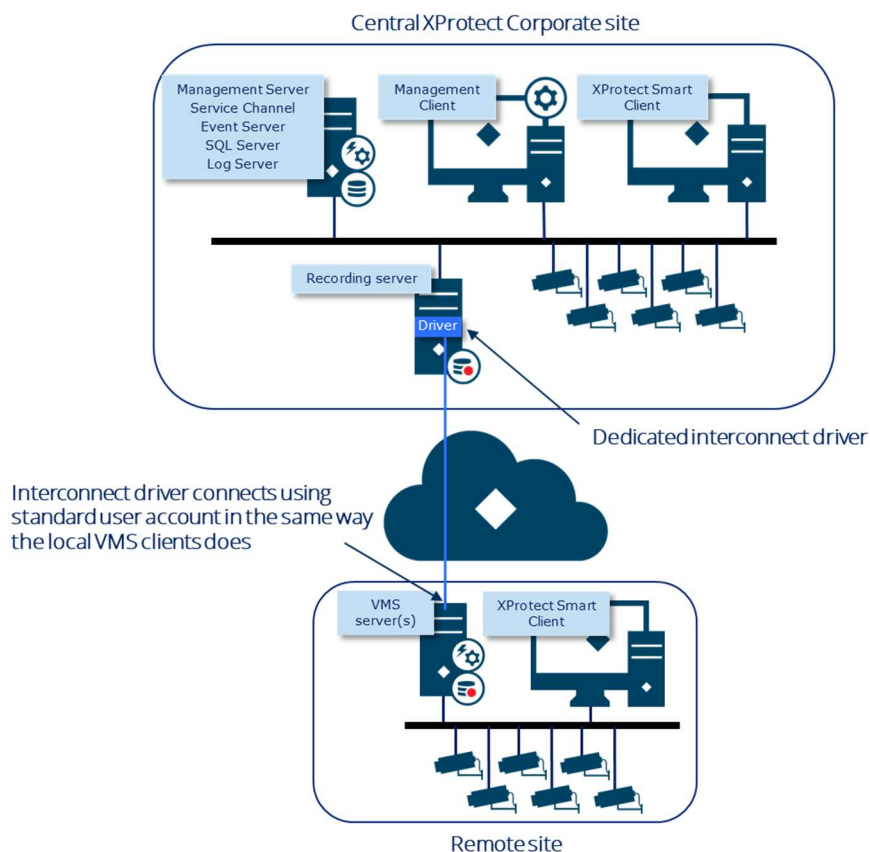 Central XProtect Corporate site
Management Server
Service Channel
Event Server
SQL Server
Log Server
Management
Client
XProtect Smart
Client
Recording server
Driver
Dedicated interconnect driver
Interconnect driver connects using
standard user account in the same way
the local VMS clients does
VMS
server(s)
XProtect Smart
Client
Remote site